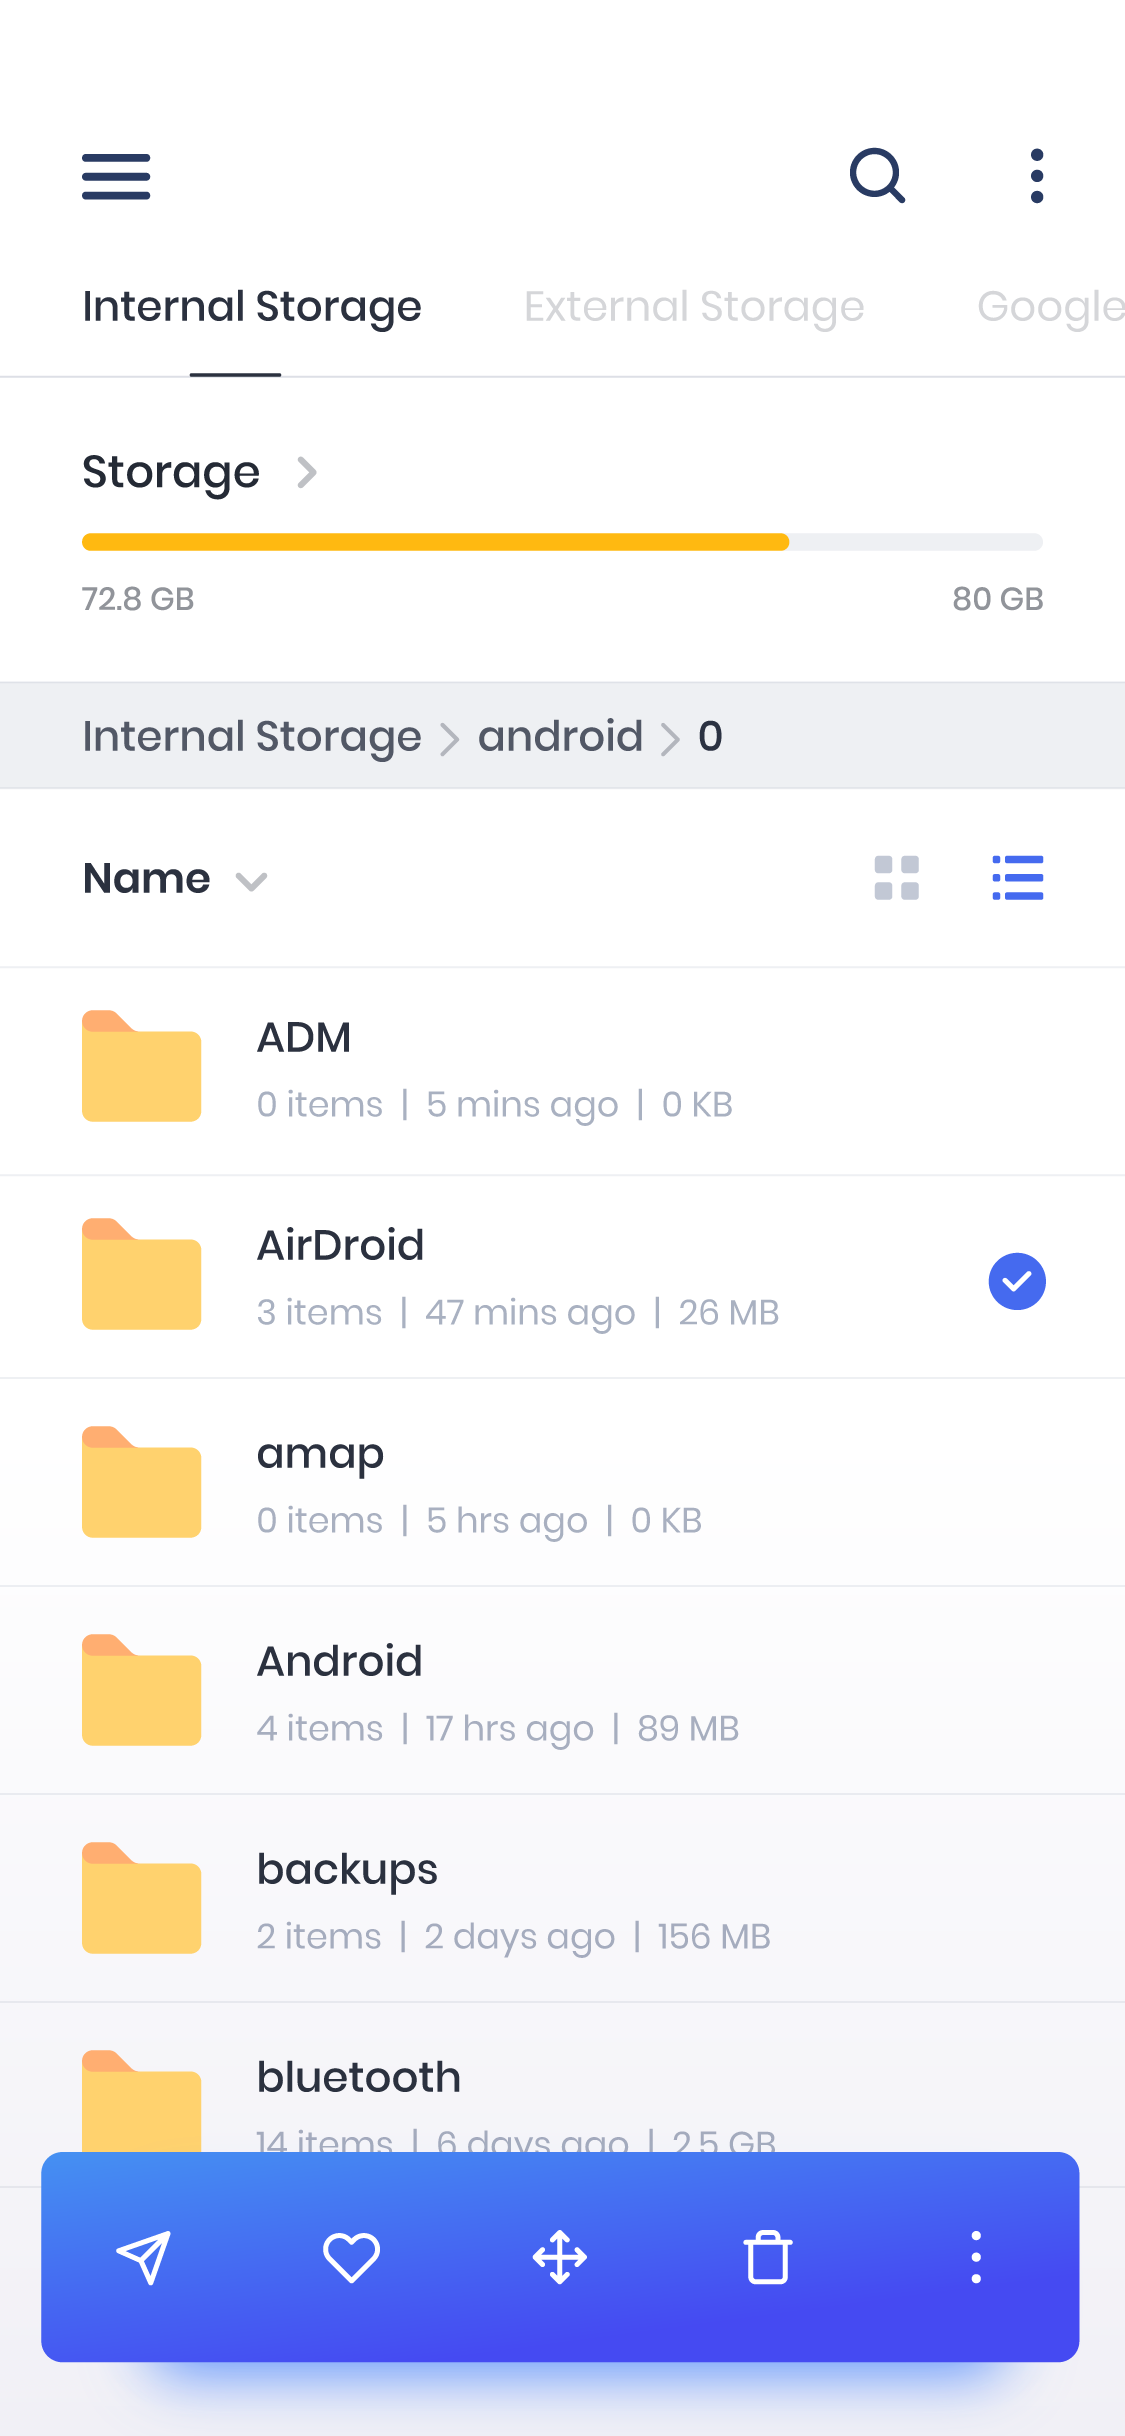 Internal Storage External Storage Google
Storage
72.8 GB 80 GB
Internal Storage android 0
Name
ADM
0 items | 5 mins ago | 0 KB
AirDroid
3 items | 47 mins ago | 26 MB
amap
0 items | 5 hrs ago | 0 KB
Android
4 items | 17 hrs ago | 89 MB
backups
2 items | 2 days ago | 156 MB
bluetooth
14 items | 6 days ago | 2.5 GB